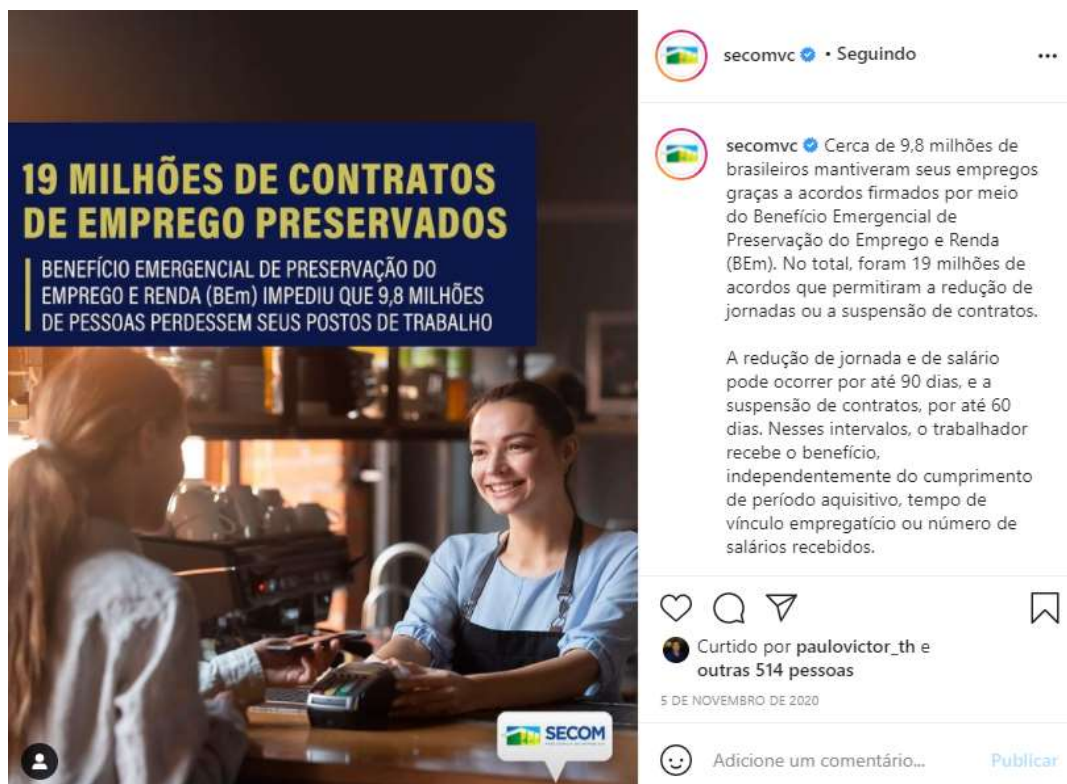 19 MILHÕES DE CONTRATOS
DE EMPREGO PRESERVADOS
BENEFÍCIO EMERGENCIAL DE PRESERVAÇÃO DO
EMPREGO E RENDA (BEm) IMPEDIU QUE 9,8 MILHÕES
DE PESSOAS PERDESSEM SEUS POSTOS DE TRABALHO
SECOM
secomvc • Seguindo
secomvc Cerca de 9,8 milhões de
brasileiros mantiveram seus empregos
graças a acordos firmados por meio
do Benefício Emergencial de
Preservação do Emprego e Renda
(BEm). No total, foram 19 milhões de
acordos que permitiram a redução de
jornadas ou a suspensão de contratos.
A redução de jornada e de salário
pode ocorrer por até 90 dias, e a
suspensão de contratos, por até 60
dias. Nesses intervalos, o trabalhador
recebe o benefício,
independentemente do cumprimento
de período aquisitivo, tempo de
vínculo empregatício ou número de
salários recebidos.
Curtido por paulovictor_th e
outras 514 pessoas
5 DE NOVEMBRO DE 2020
Adicione um comentário... Publicar